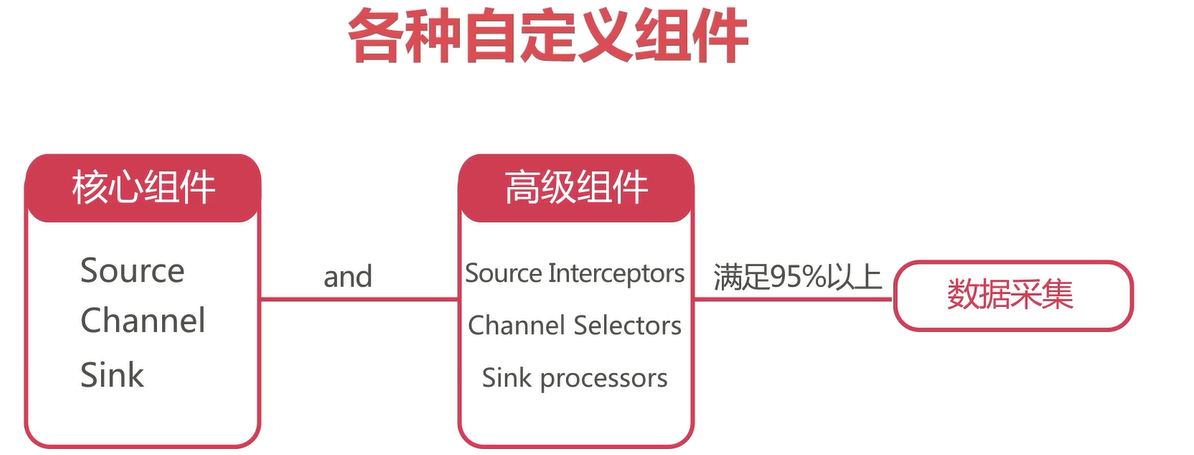 各种自定义组件
核心组件
Source
Channel
Sink
and
高级组件
Source Interceptors
Channel Selectors
Sink processors
满足95%以上
数据采集